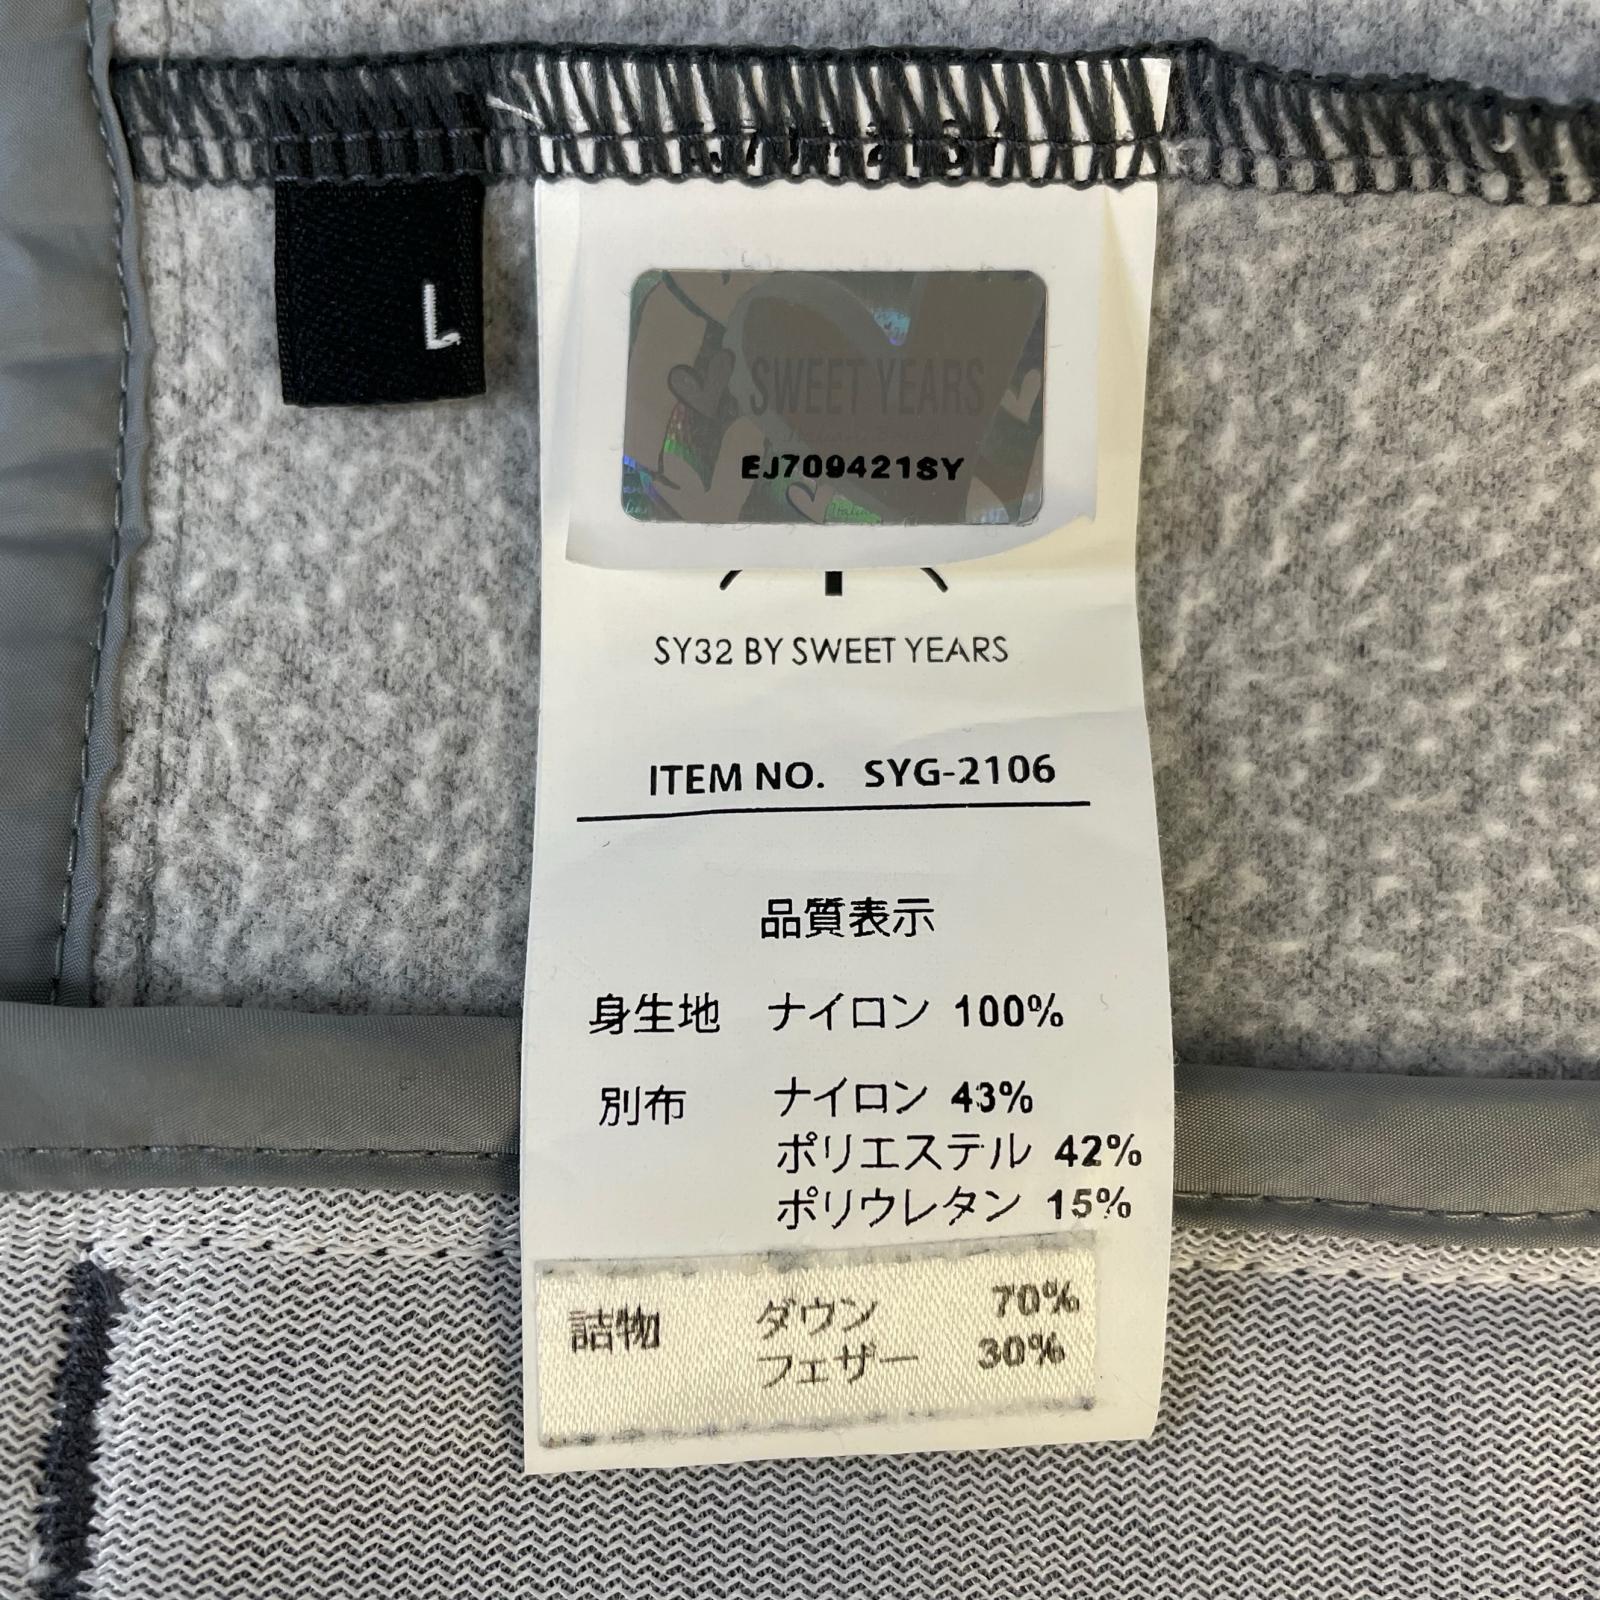 L
SWEET YEARS
EJ709421SY
SY32 BY SWEET YEARS
ITEM NO. SYG-2106
品質表示
身生地 ナイロン 100%
別布 ナイロン 43%
ポリエステル 42%
ポリウレタン 15%
詰物 ダウン 70%
フェザー 30%